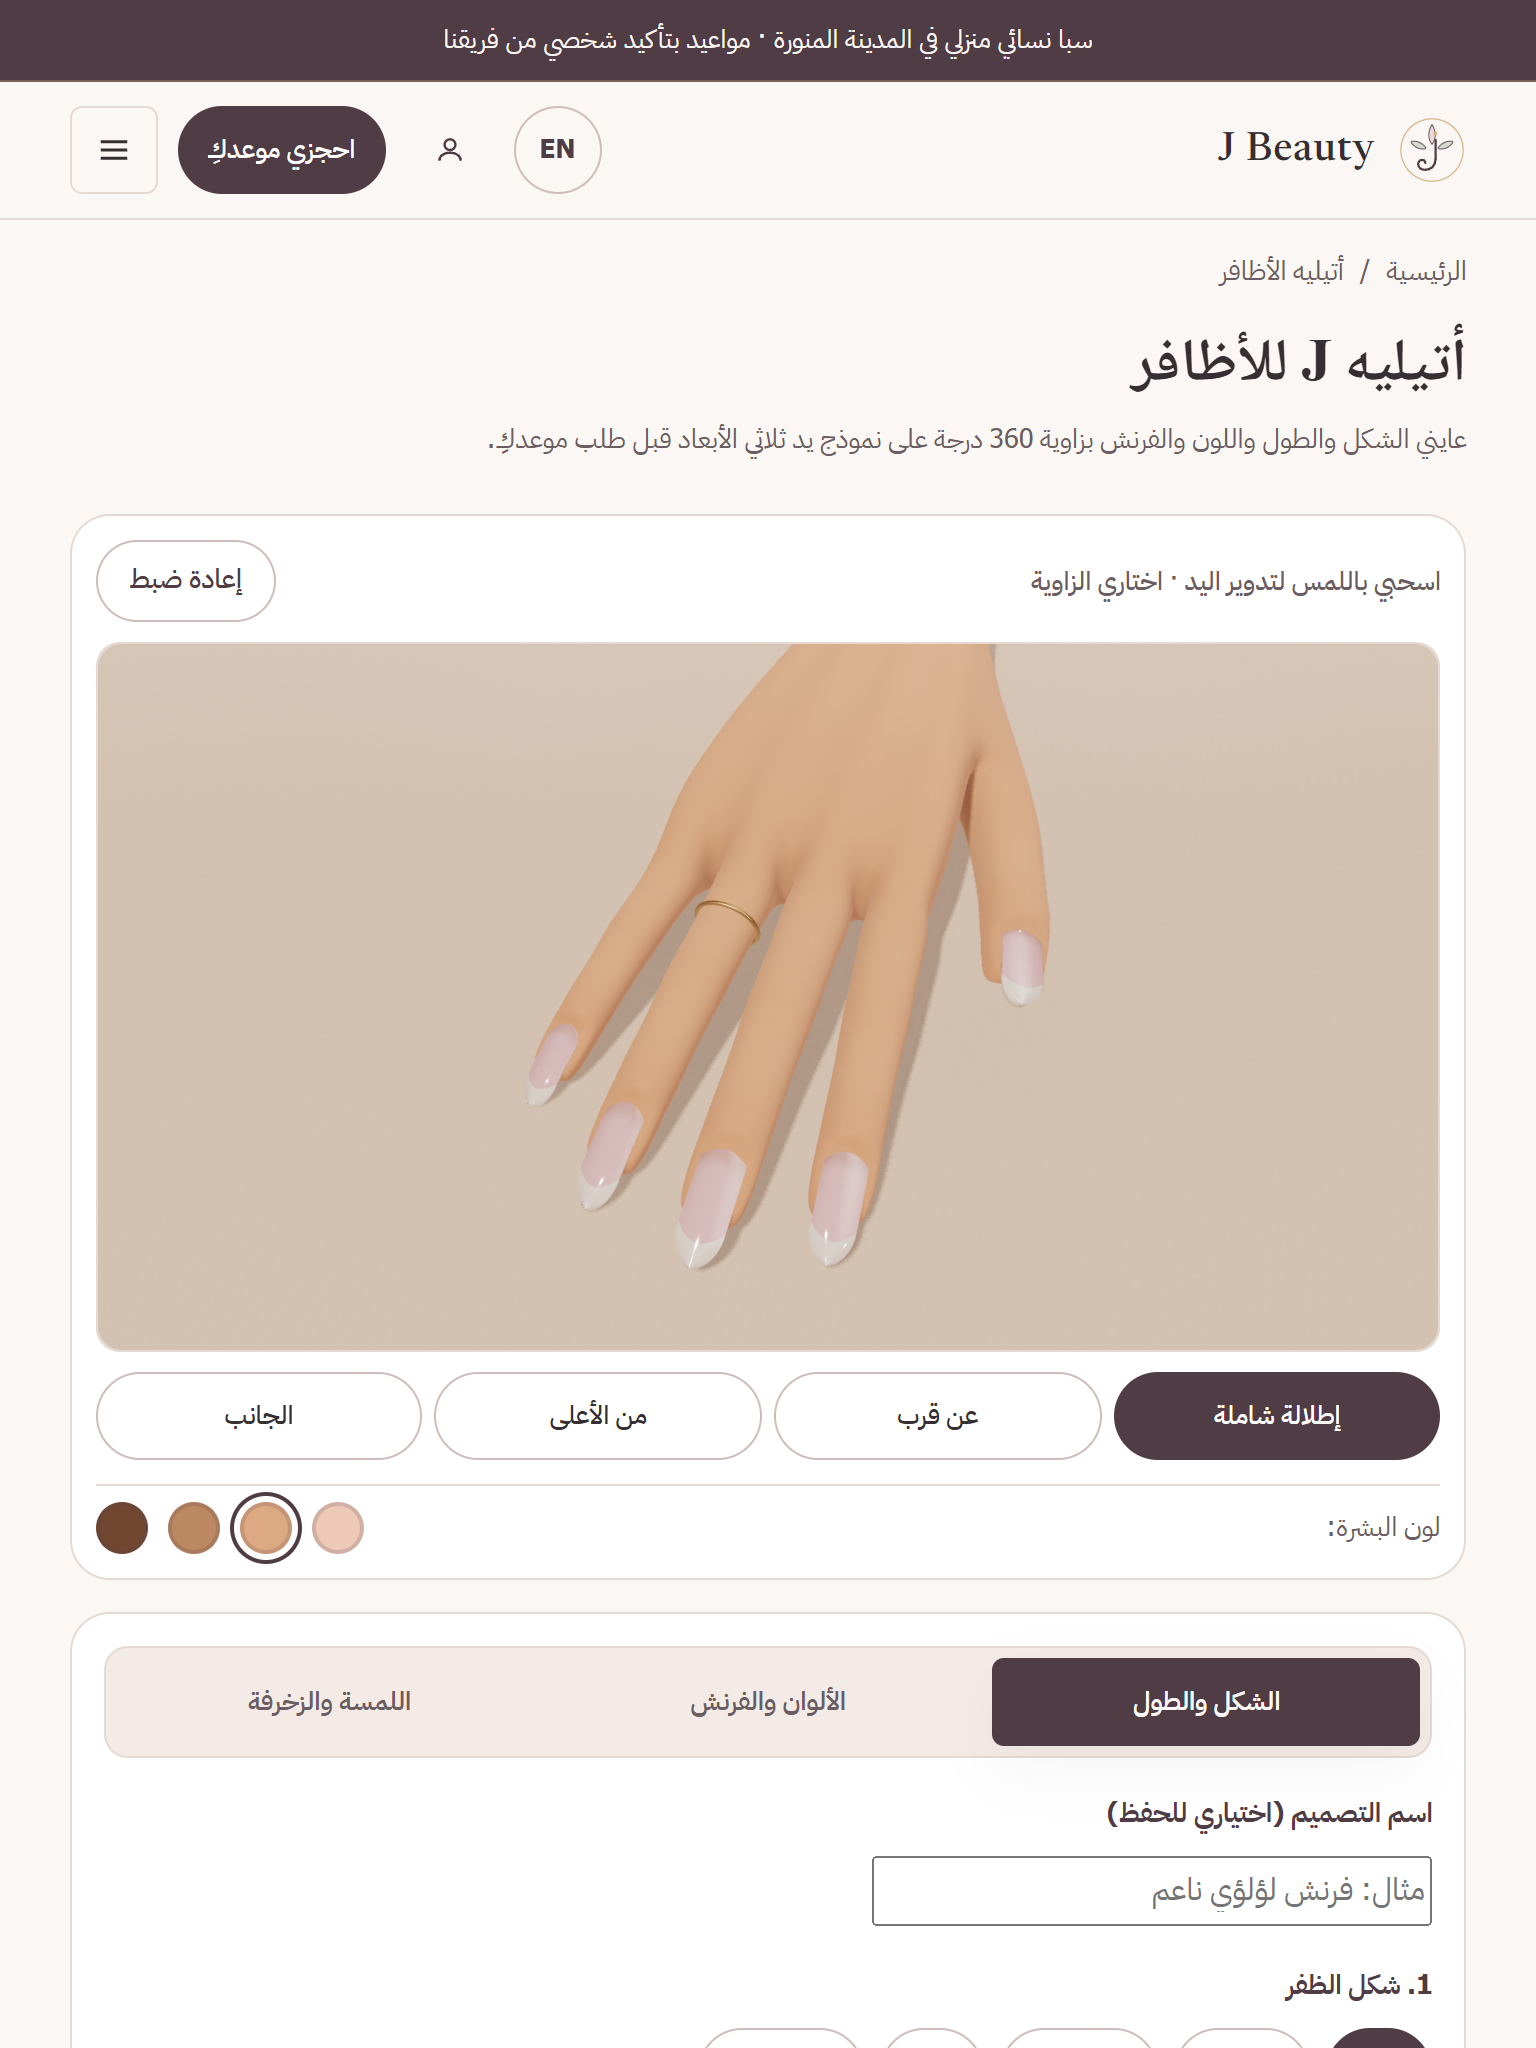 سبا نسائي منزلي في المدينة المنورة · مواعيد بتأكيد شخصي من فريقنا
J Beauty
EN
احجزي موعدكِ
الرئيسية / أتيليه الأظافر
أتيليه J للأظافر
عايني الشكل والطول واللون والفرنش بزاوية 360 درجة على نموذج يد ثلاثي الأبعاد قبل طلب موعدكِ.
اسحبي باللمس لتدوير اليد · اختاري الزاوية
إعادة ضبط
إطلالة شاملة
عن قرب
من الأعلى
الجانب
لون البشرة:
الشكل والطول
الألوان والفرنش
اللمسة والزخرفة
اسم التصميم (اختياري للحفظ)
مثال: فرنش لؤلؤي ناعم
1. شكل الظفر